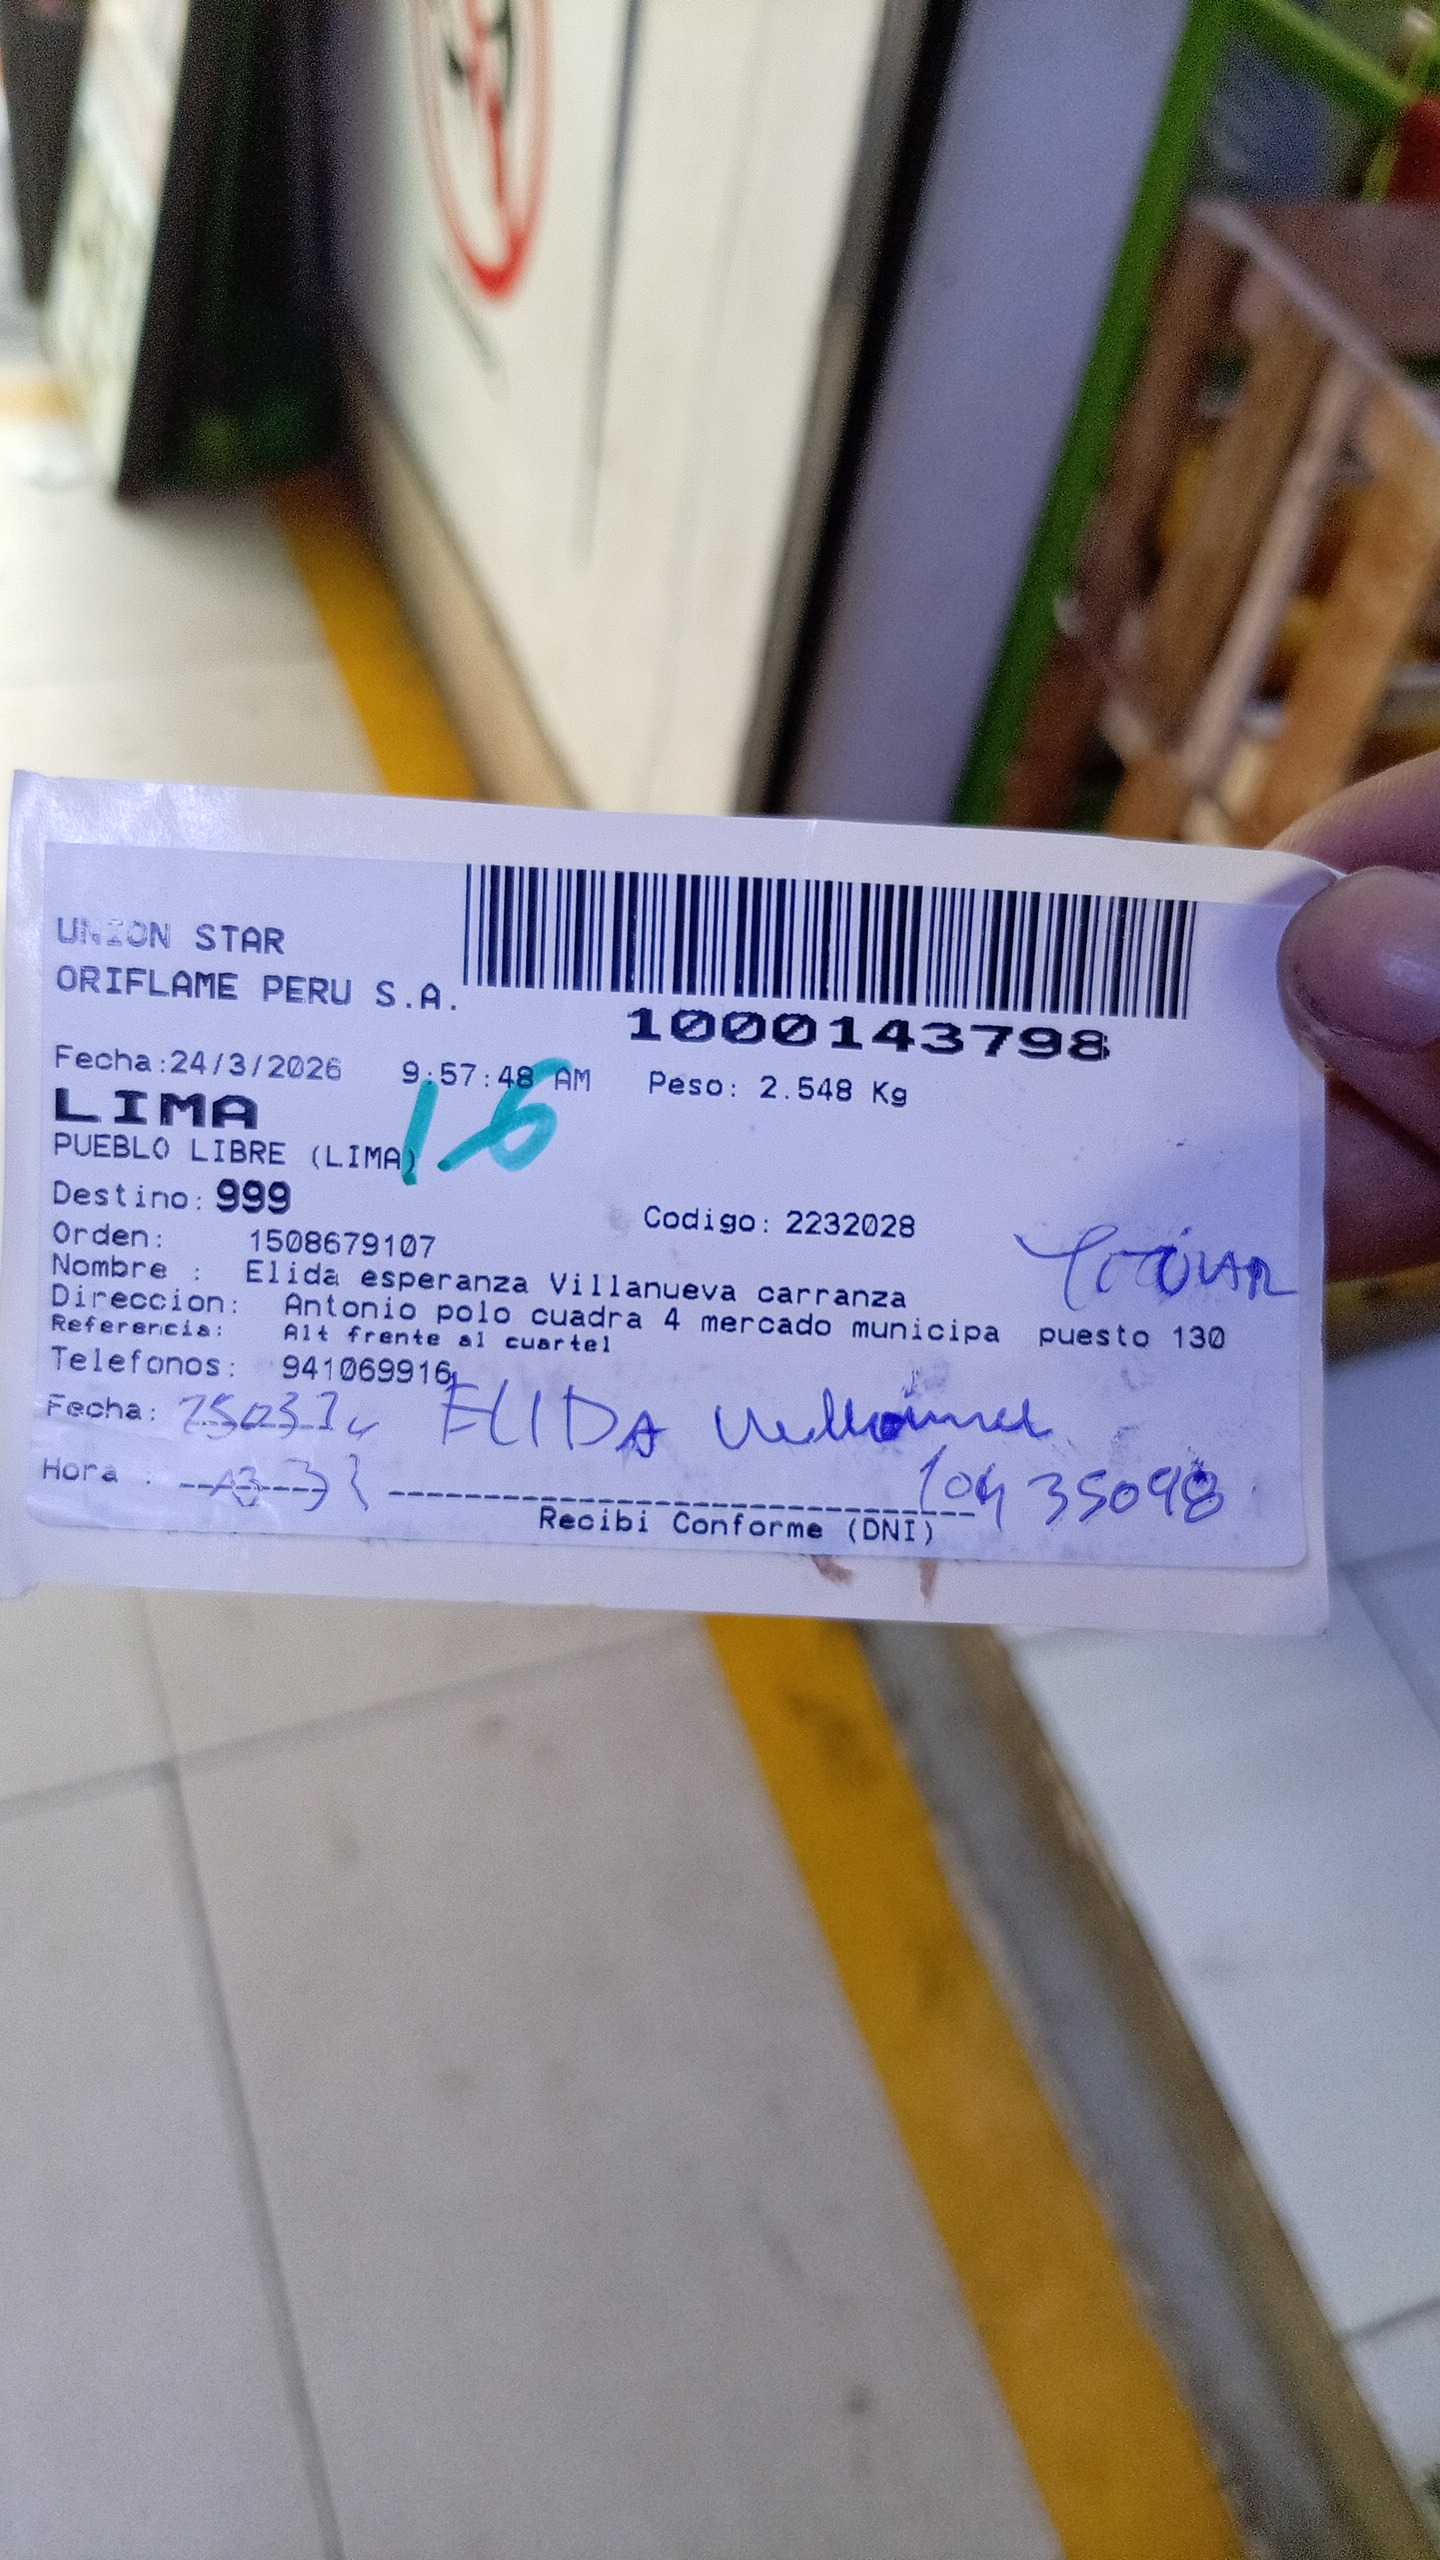 UNION STAR
ORIFLAME PERU S.A.
1000143798
Fecha:24/3/2026 9:57:48 AM Peso: 2.548 Kg
LIMA
16
PUEBLO LIBRE (LIMA)
Destino: 999
Codigo: 2232028
Orden: 1508679107
Nombre : Elida esperanza Villanueva carranza
Direccion: Antonio polo cuadra 4 mercado municipa puesto 130
Referencia: Alt frente al cuartel
Telefonos: 941069916
Fecha: ELIDA
Hora :
10435098
Recibi Conforme (DNI)